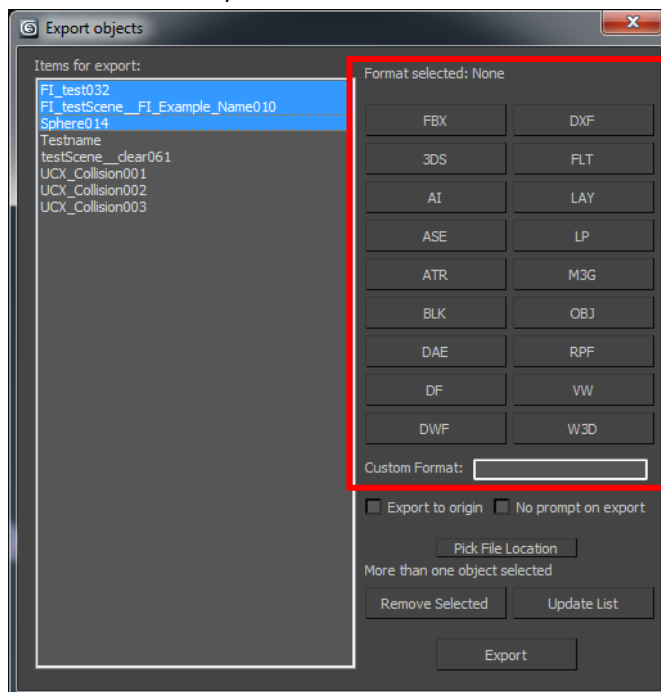 Export objects
Items for export:
FI_test032
FI_testScene__FI_Example_Name010
Sphere014
Testname
testScene__clear061
UCX_Collision001
UCX_Collision002
UCX_Collision003
Format selected: None
FBX DXF
3DS FLT
AI LAY
ASE LP
ATR M3G
BLK OBJ
DAE RPF
DF VW
DWF W3D
Custom Format:
Export to origin No prompt on export
Pick File Location
More than one object selected
Remove Selected Update List
Export